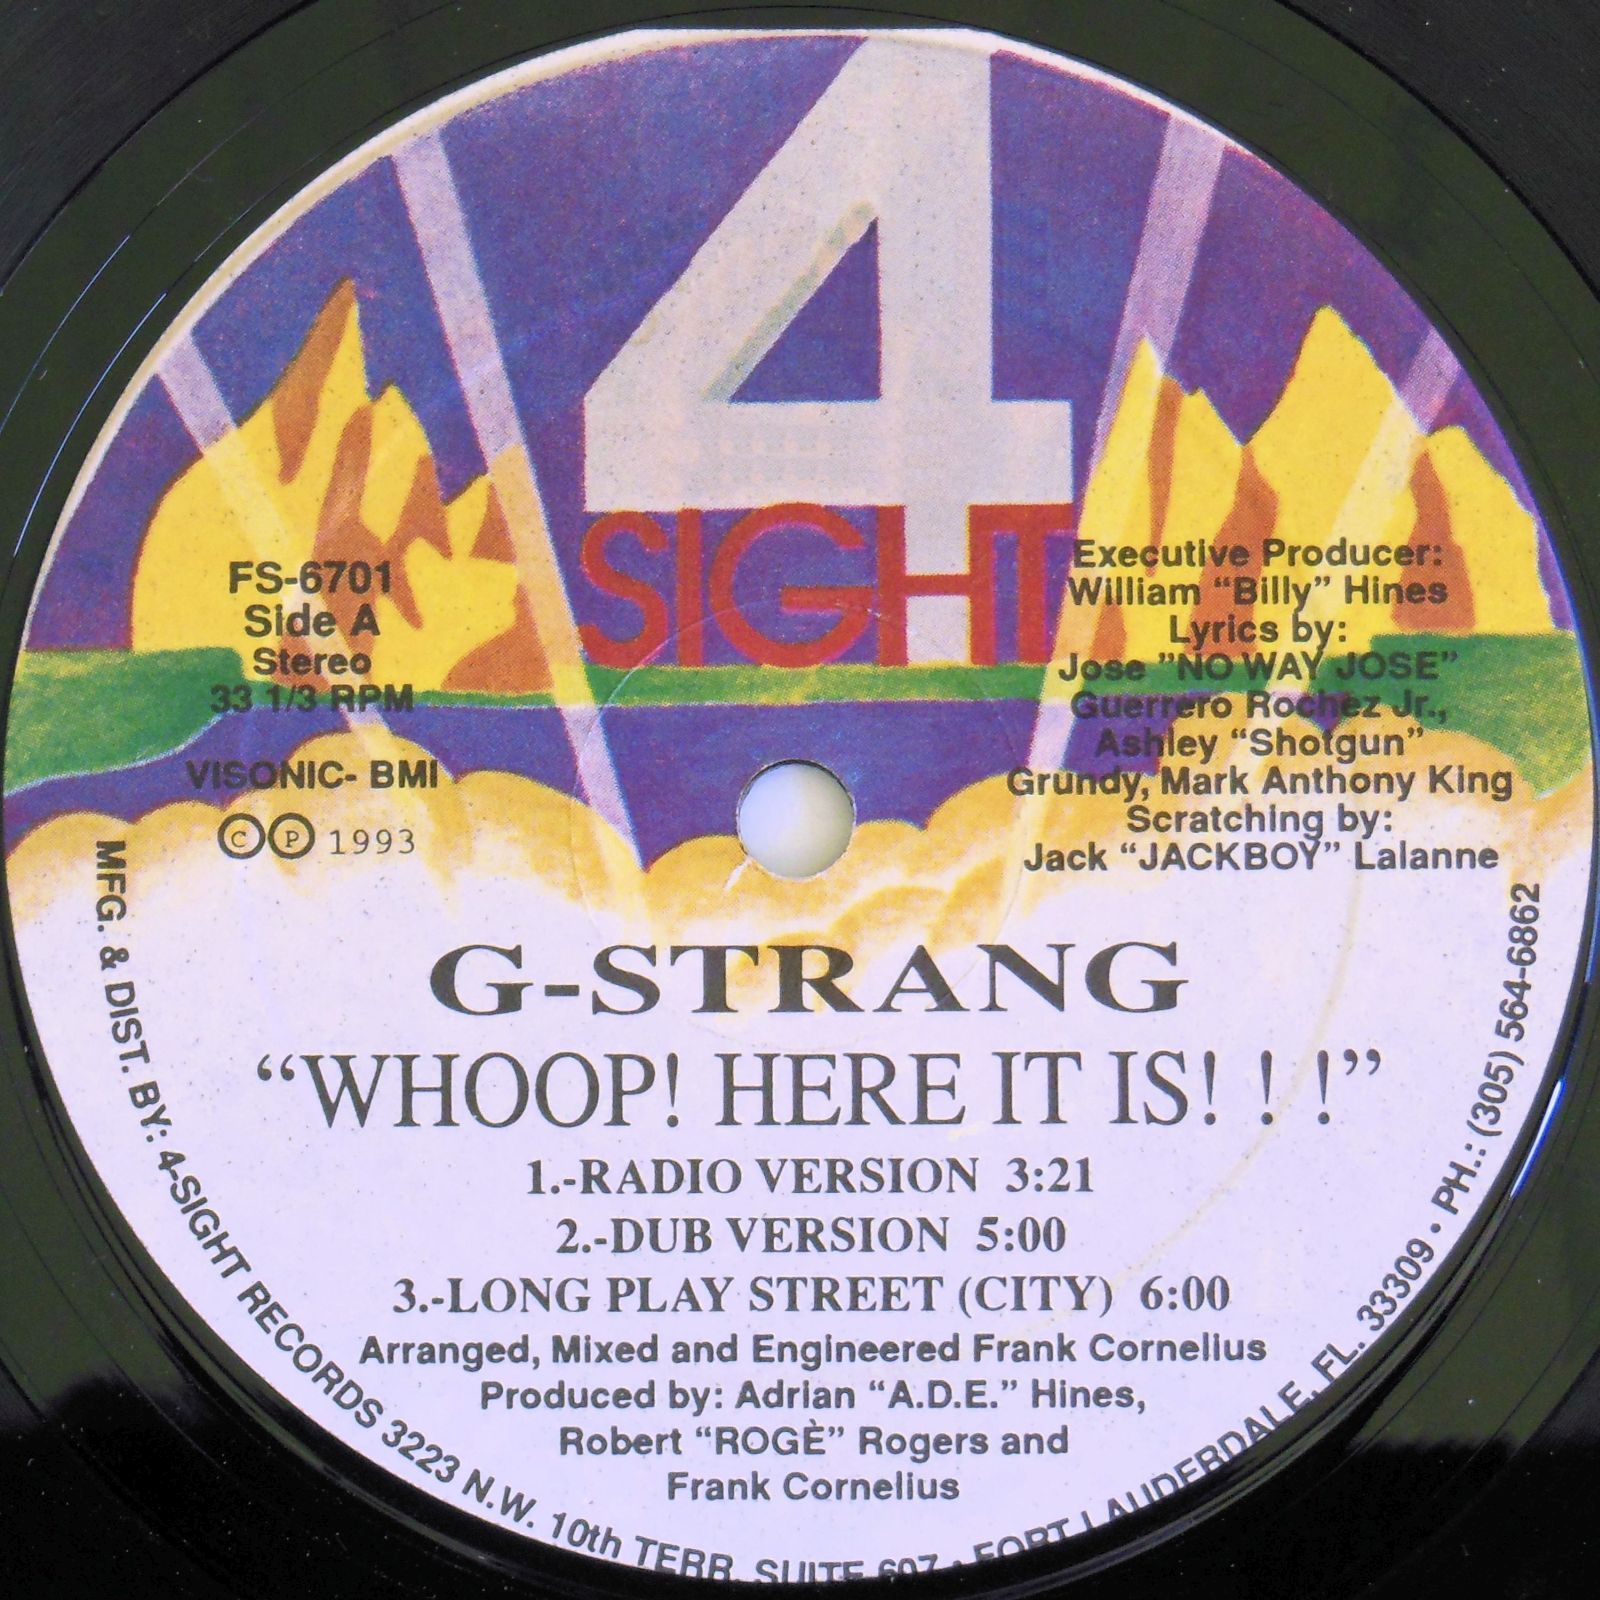 4
SIGHT
FS-6701
Side A
Stereo
33 1/3 RPM
VISONIC- BMI
Ⓒ Ⓟ 1993
Executive Producer:
William “Billy” Hines
Lyrics by:
Jose ”NO WAY JOSE”
Guerrero Rochez Jr.,
Ashley “Shotgun”
Grundy, Mark Anthony King
Scratching by:
Jack “JACKBOY” Lalanne
G-STRANG
“WHOOP! HERE IT IS! ! !”
1.-RADIO VERSION 3:21
2.-DUB VERSION 5:00
3.-LONG PLAY STREET (CITY) 6:00
Arranged, Mixed and Engineered Frank Cornelius
Produced by: Adrian “A.D.E.” Hines,
Robert “ROGÈ” Rogers and
Frank Cornelius
MFG. & DIST. BY: 4-SIGHT RECORDS 3223 N.W. 10th TERR. SUITE 607 • FORT LAUDERDALE, FL. 33309 • PH.: (305) 564-6862